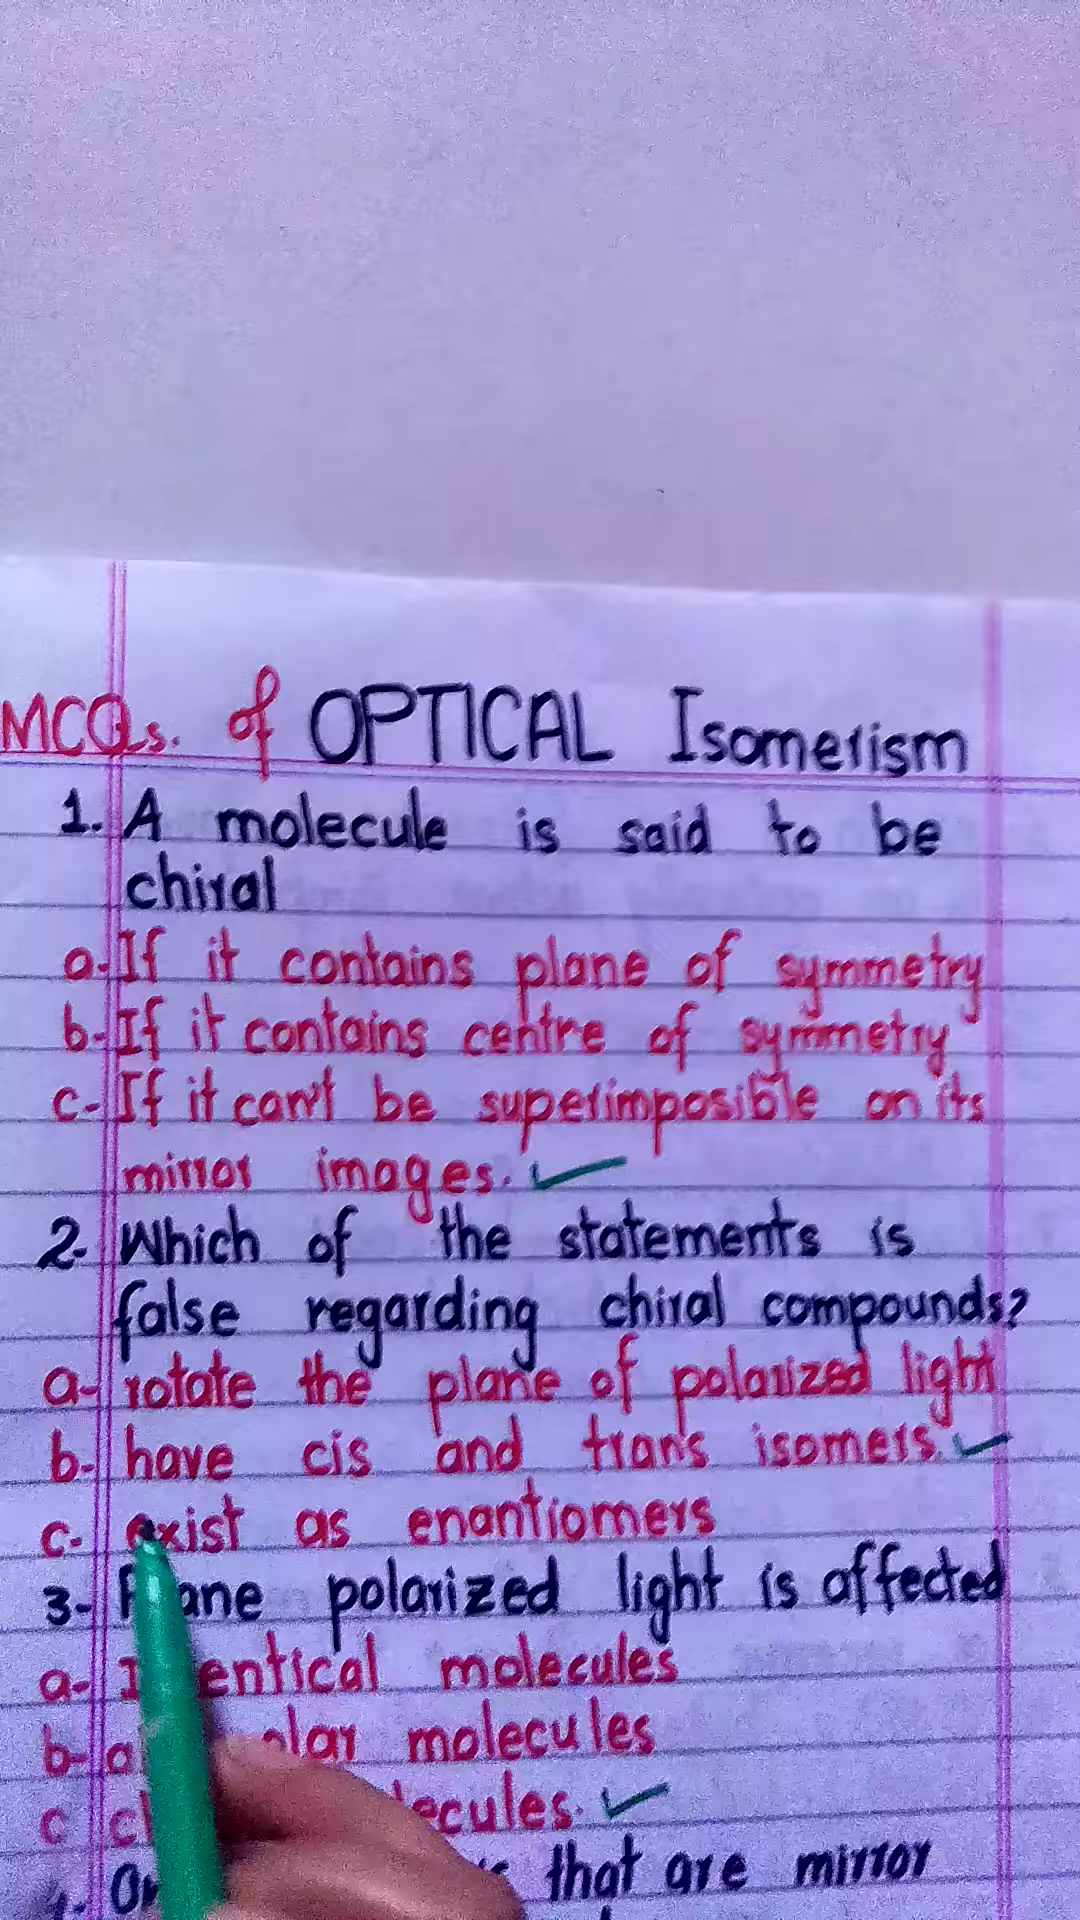 MCQs. of OPTICAL Isomerism
1. A molecule is said to be
chiral
a. If it contains plane of symmetry
b. If it contains centre of symmetry
c. If it can't be superimposible on its
mirror images.
2. Which of the statements is
false regarding chiral compounds?
a- rotate the plane of polarized light
b- have cis and trans isomers.
c. exist as enantiomers
3- Plane polarized light is affected
a- Identical molecules
b- molecules
c
that are mirror